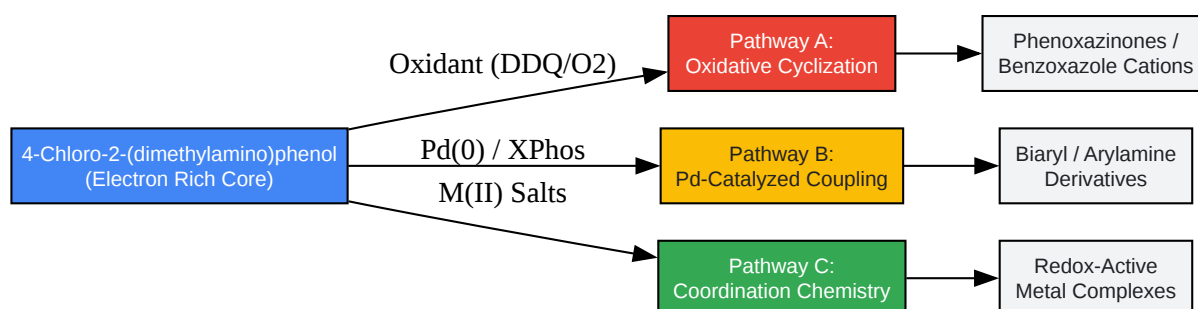 4-Chloro-2-(dimethylamino)phenol
(Electron Rich Core)
Oxidant (DDQ/O2)
Pd(0) / XPhos
M(II) Salts
Pathway A:
Oxidative Cyclization
Pathway B:
Pd-Catalyzed Coupling
Pathway C:
Coordination Chemistry
Phenoxazinones /
Benzoxazole Cations
Biaryl / Arylamine
Derivatives
Redox-Active
Metal Complexes